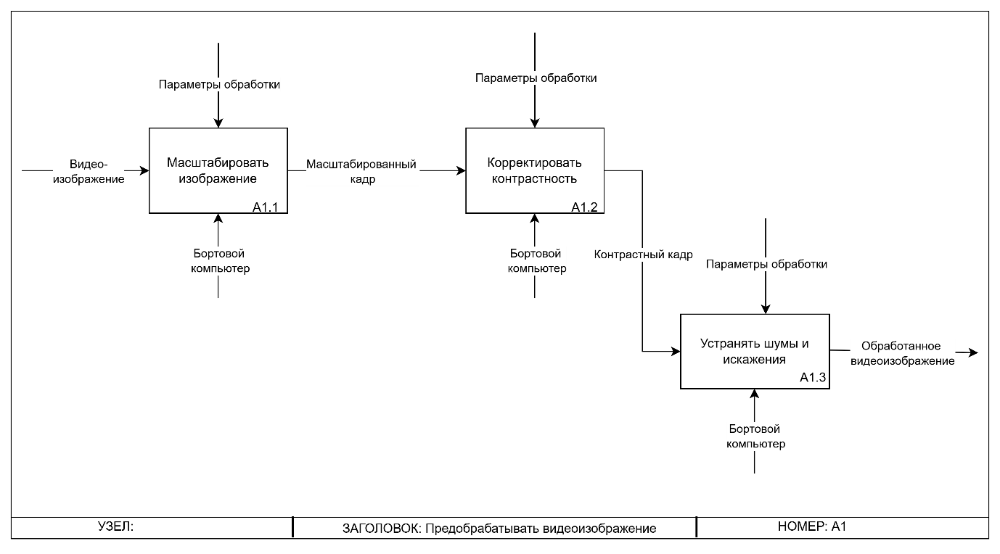 Параметры обработки
Параметры обработки
Видео-
изображение
Масштабировать
изображение
A1.1
Масштабированный
кадр
Корректировать
контрастность
A1.2
Бортовой
компьютер
Бортовой
компьютер
Контрастный кадр
Параметры обработки
Устранять шумы и
искажения
A1.3
Обработанное
видеоизображение
Бортовой
компьютер
УЗЕЛ:
ЗАГОЛОВОК: Предобрабатывать видеоизображение
НОМЕР: A1